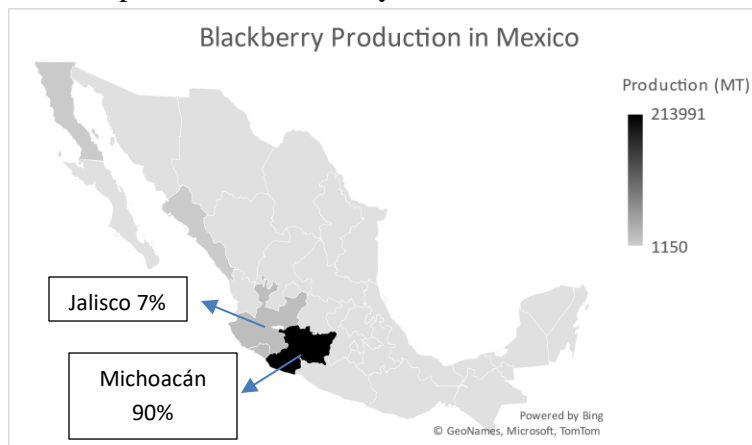 Blackberry Production in Mexico
Production (MT)
213991
1150
Jalisco 7%
Michoacán
90%
Powered by Bing
© GeoNames, Microsoft, TomTom